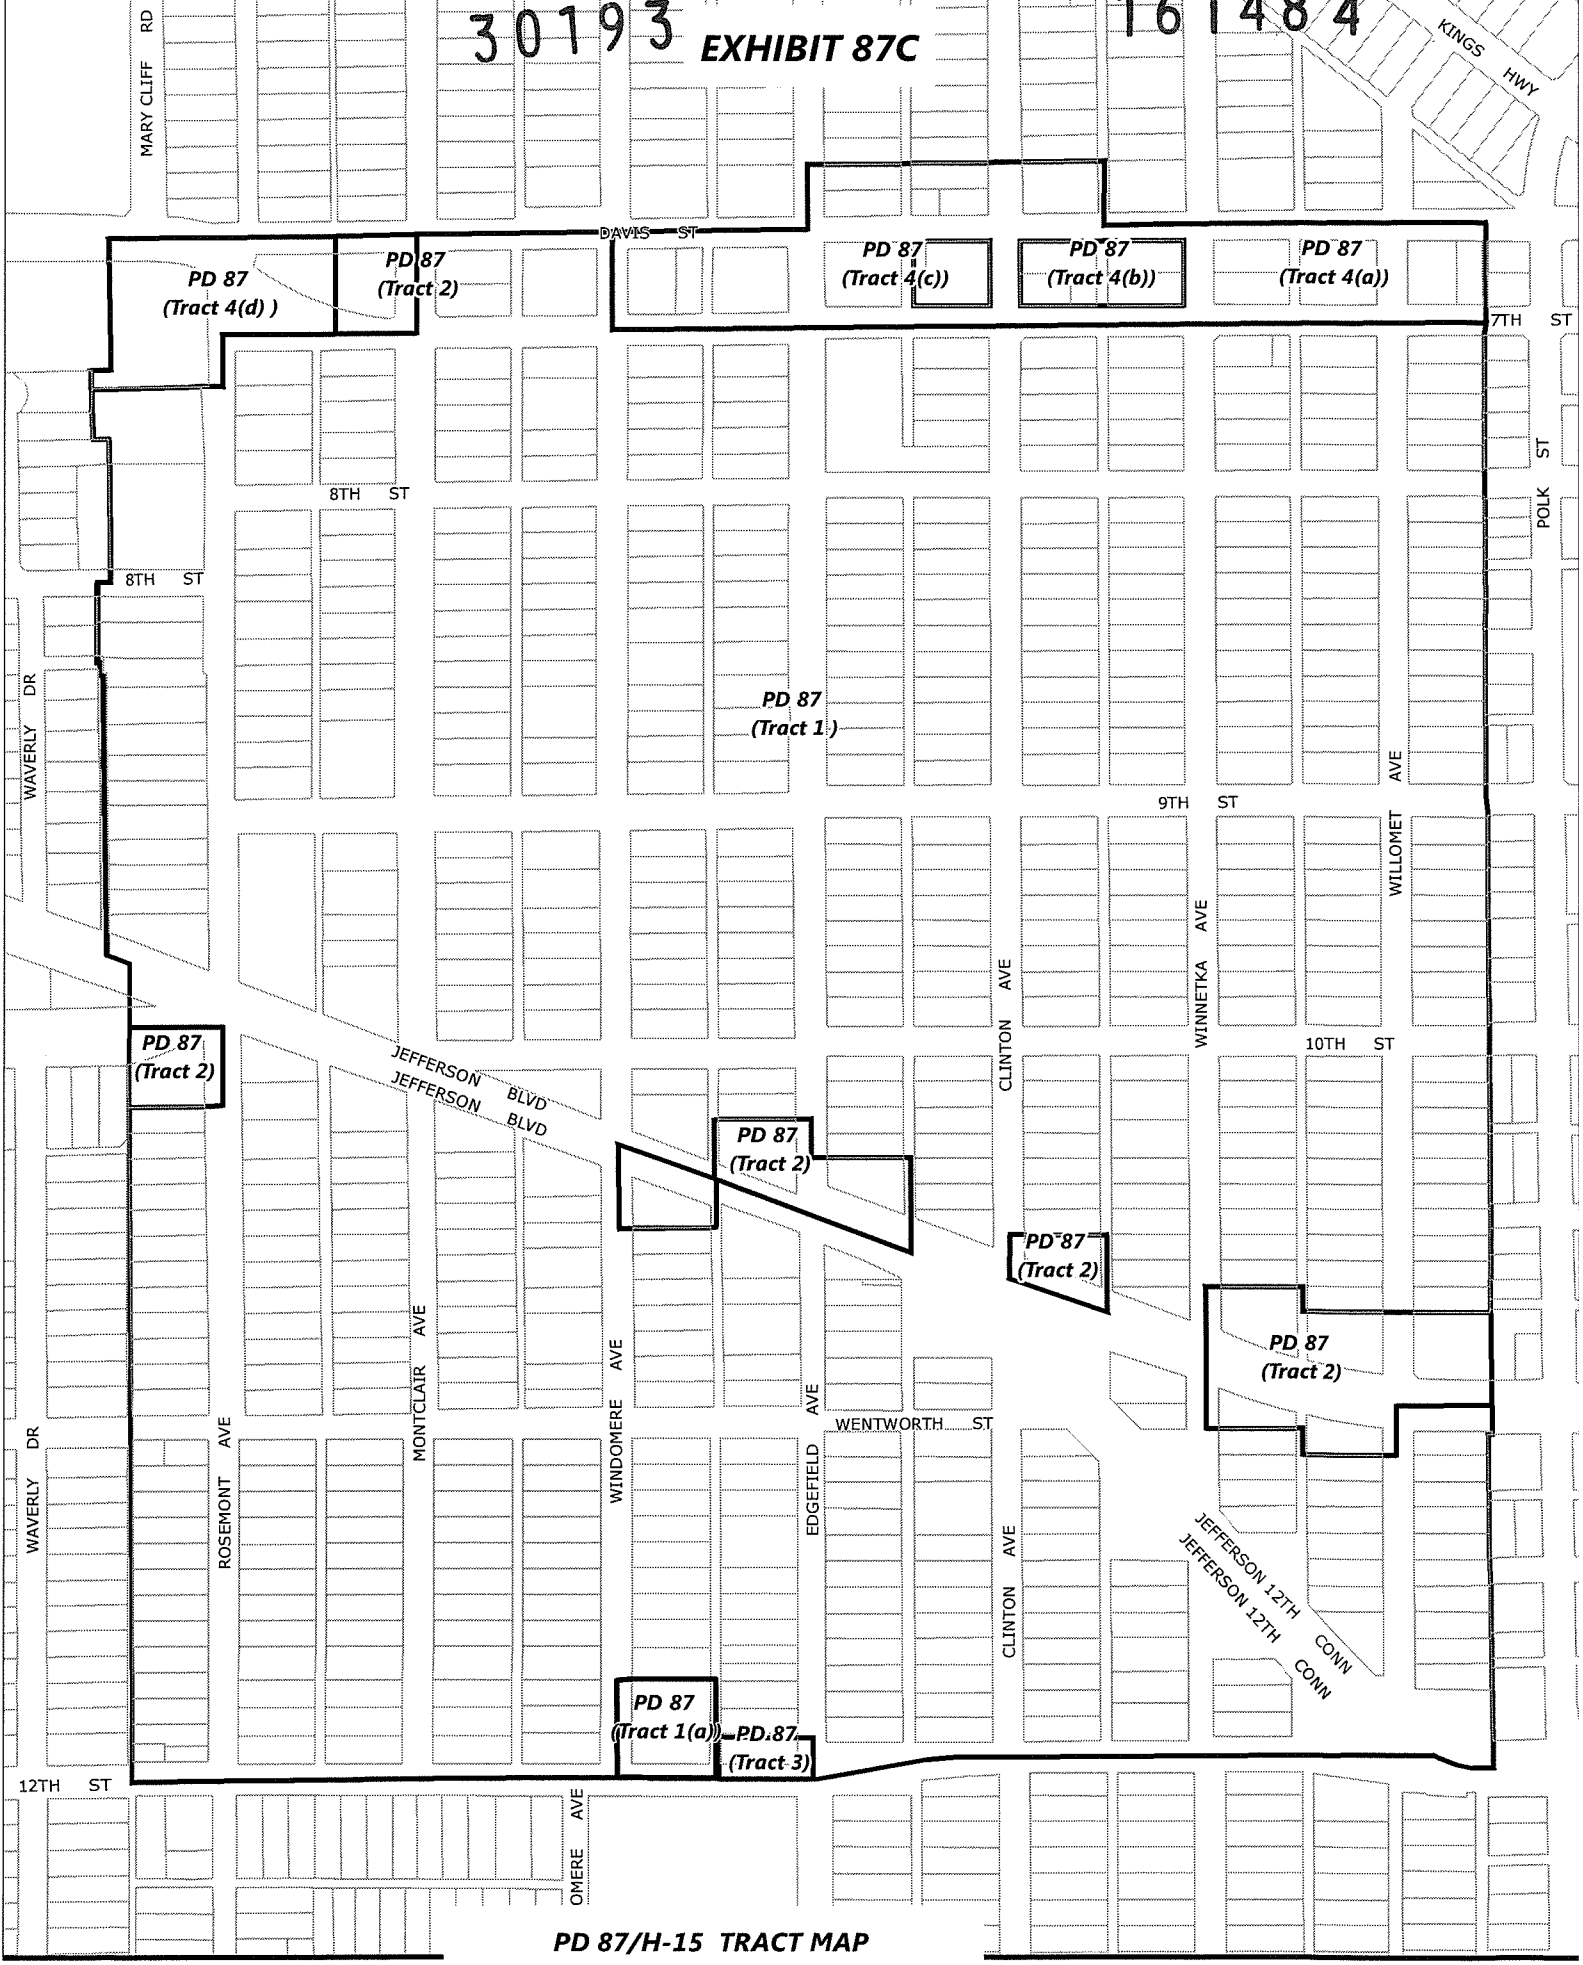 30193
161484
EXHIBIT 87C
MARY CLIFF RD
KINGS HWY
DAVIS ST
PD 87
(Tract 4(d) )
PD 87
(Tract 2)
PD 87
(Tract 4(c))
PD 87
(Tract 4(b))
PD 87
(Tract 4(a))
7TH ST
POLK ST
8TH ST
8TH ST
WAVERLY DR
PD 87
(Tract 1 )
9TH ST
WILLOMET AVE
WINNETKA AVE
CLINTON AVE
10TH ST
PD 87
(Tract 2)
JEFFERSON BLVD
JEFFERSON BLVD
PD 87
(Tract 2)
PD 87
(Tract 2)
PD 87
(Tract 2)
MONTCLAIR AVE
WINDOMERE AVE
EDGEFIELD AVE
WENTWORTH ST
WAVERLY DR
ROSEMONT AVE
CLINTON AVE
JEFFERSON 12TH CONN
JEFFERSON 12TH CONN
PD 87
(Tract 1(a))
PD 87
(Tract 3)
12TH ST
OMERE AVE
PD 87/H-15 TRACT MAP